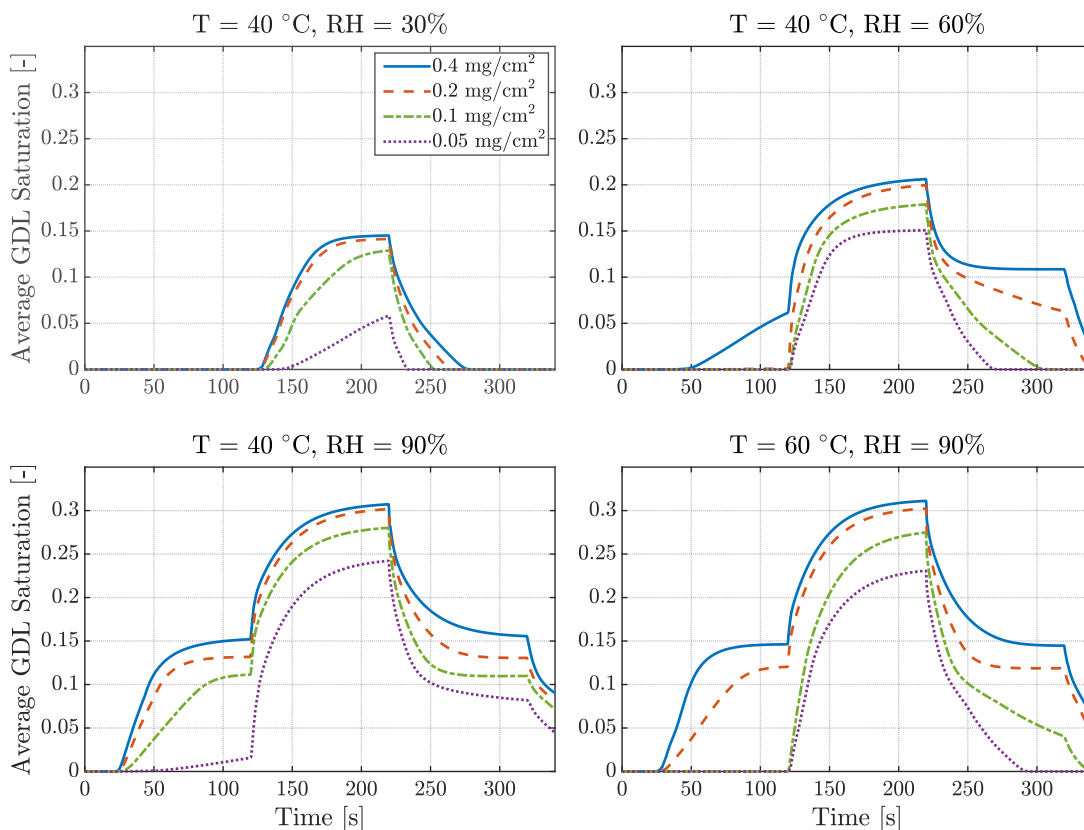 T = 40 °C, RH = 30%
T = 40 °C, RH = 60%
Average GDL Saturation [-]
0.3
0.25
0.2
0.15
0.1
0.05
0
0.4 mg/cm²
0.2 mg/cm²
0.1 mg/cm²
0.05 mg/cm²
0 50 100 150 200 250 300
0.3
0.25
0.2
0.15
0.1
0.05
0
0 50 100 150 200 250 300
T = 40 °C, RH = 90%
T = 60 °C, RH = 90%
Average GDL Saturation [-]
0.3
0.25
0.2
0.15
0.1
0.05
0
0 50 100 150 200 250 300
Time [s]
0.3
0.25
0.2
0.15
0.1
0.05
0
0 50 100 150 200 250 300
Time [s]